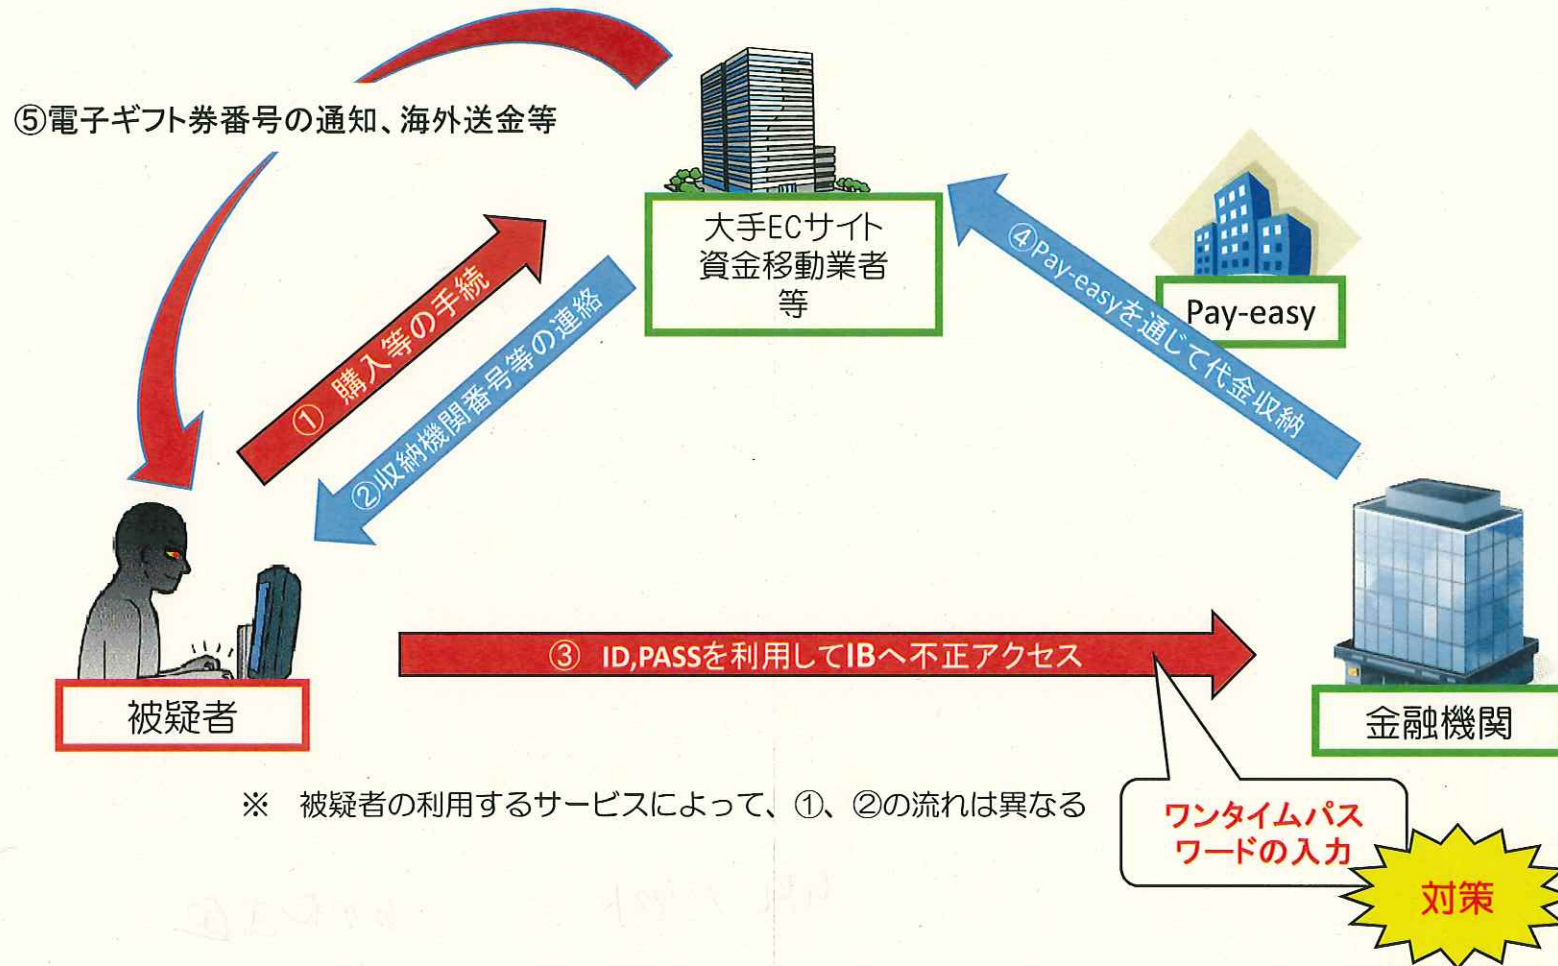 ⑤電子ギフト券番号の通知、海外送金等
大手ECサイト
資金移動業者
等
Pay-easy
① 購入等の手続
②収納機関番号等の連絡
④Pay-easyを通じて代金収納
③ ID,PASSを利用してIBへ不正アクセス
被疑者
金融機関
※ 被疑者の利用するサービスによって、①、②の流れは異なる
ワンタイムパス
ワードの入力
対策